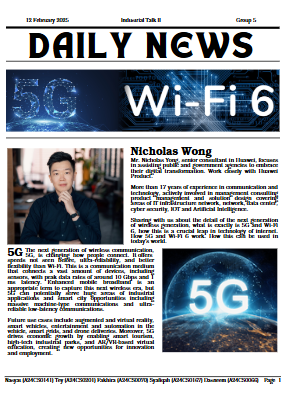 12 February 2025 Industrial Talk II Group 5
DAILY NEWS
5G Wi-Fi 6
Nicholas Wong
Mr. Nicholas Yong, senior consultant in Huawei, focuses
in assisting public and government agencies to embrace
their digital transformation. Work closely with Huawei
Product.
More than 17 years of experience in communication and
technology, actively involved in management consulting
product management and solution design covering
areas of IT infrastructure network, network, data center,
cyber security, IOT and Artificial Intelligence.
Sharing with us about the detail of the next generation
of wireless generation, what is exactly is 5G and Wi-Fi
6, how this is a crucial leap in technology of internet.
How 5G and Wi-Fi 6 work. How this can be used in
today's world.
5G The next generation of wireless communication,
5G, is changing how people connect. It offers
speeds not seen before, ultra-reliability, and better
flexibility than Wi-Fi. This is a communication medium
that connects a vast amount of devices, including
sensors, with peak rates of around 10 Gbps and 1
ms latency. "Enhanced mobile broadband" is an
appropriate term to capture this next wireless era, but
5G can potentially serve huge areas of industrial
applications and smart city opportunities including
massive machine-type communications and ultra-
reliable low-latency communications.
Future use cases include augmented and virtual reality,
smart vehicles, entertainment and automation in the
vehicle, smart grids, and drone deliveries. Moreover, 5G
drives economic growth by enabling smart tourism,
high-tech industrial parks, and AR/VR-based virtual
education, creating new opportunities for innovation
and employment.
5G
Naqya (A24CS0141) Tey (A24CS0201) Fakhira (A24CS0070) Syafiqah (A24CS0167) Dasneem (A24CS0066) Page 1